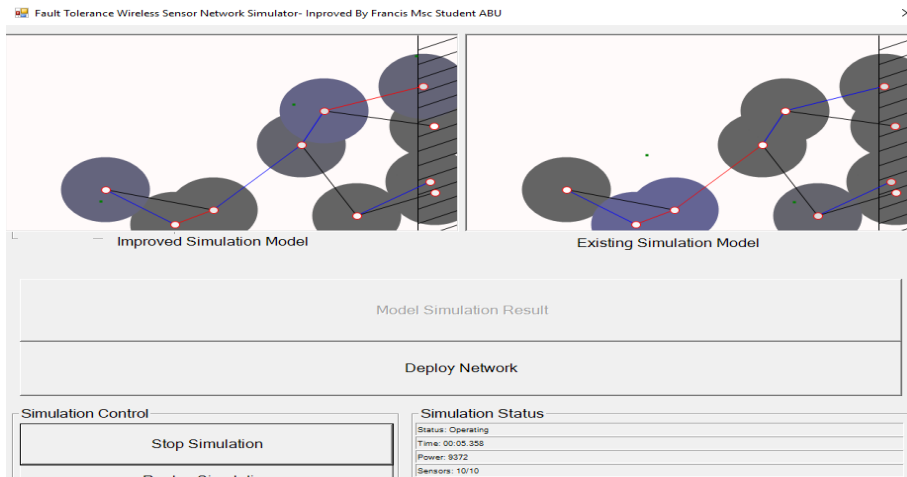 Fault Tolerance Wireless Sensor Network Simulator- Inproved By Francis Msc Student ABU
Improved Simulation Model
Existing Simulation Model
Model Simulation Result
Deploy Network
Simulation Control
Stop Simulation
Simulation Status
Status: Operating
Time: 00:05.358
Power: 9372
Sensors: 10/10